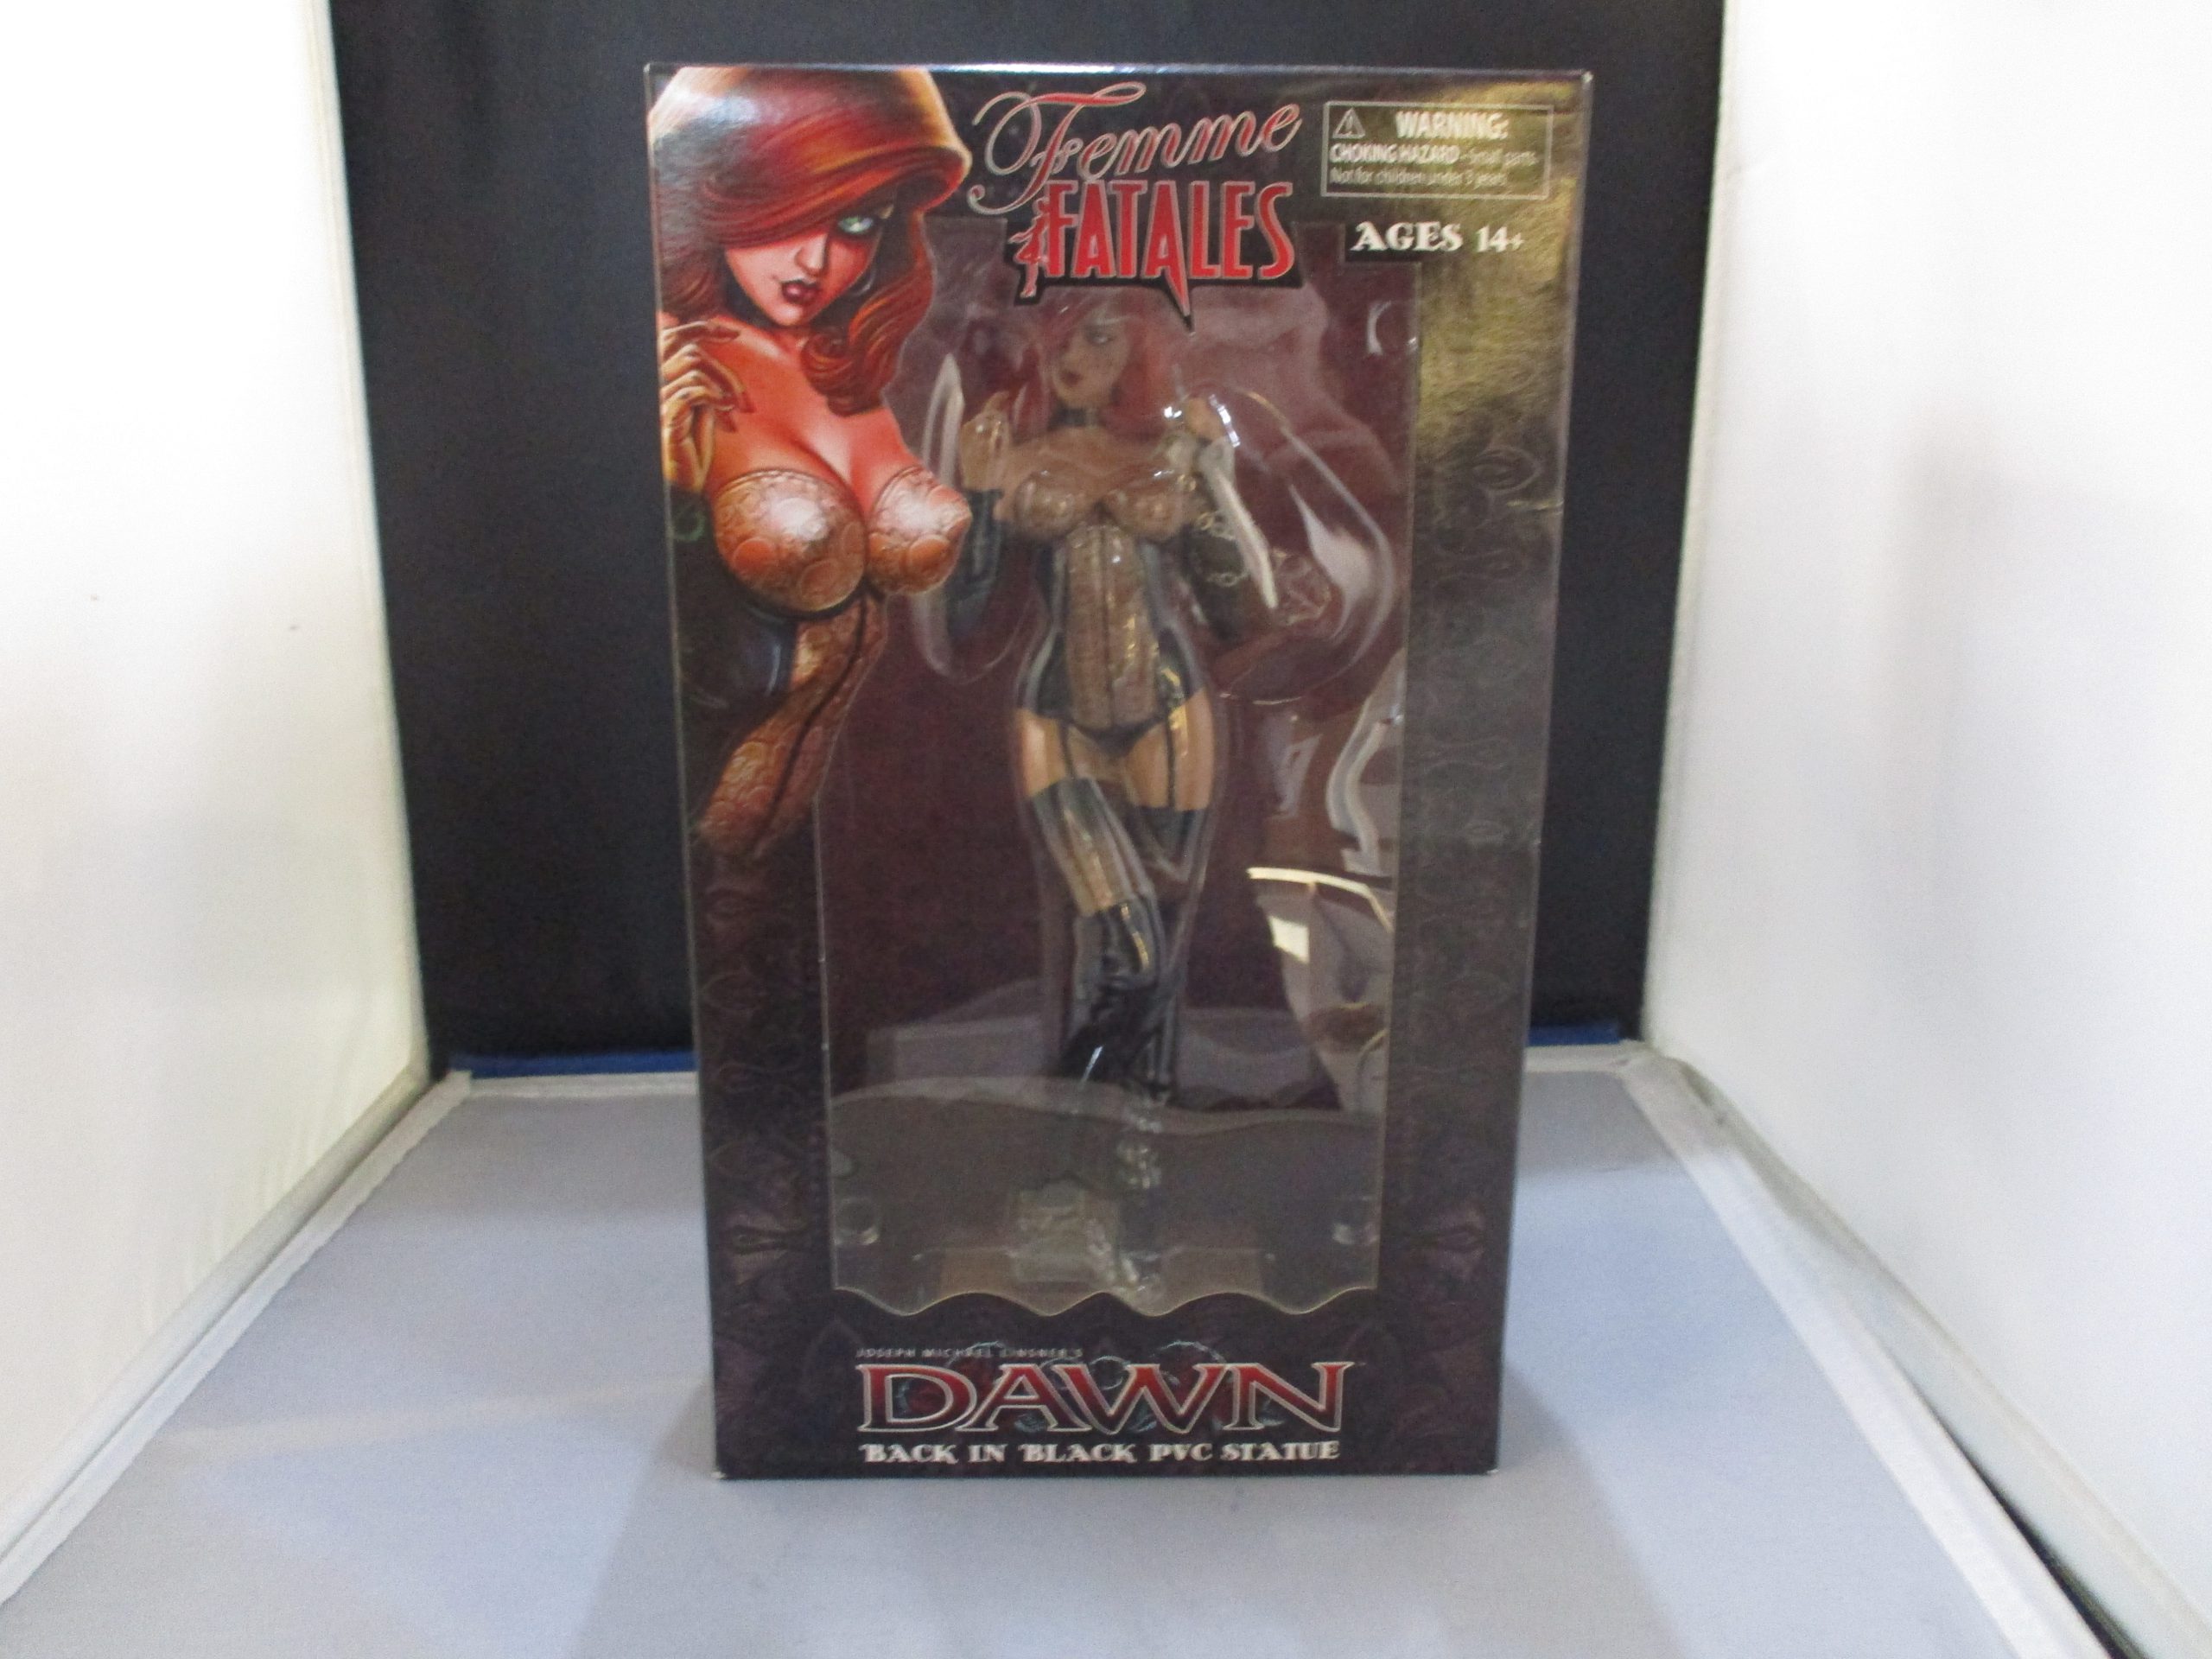 Femme
FATALES
WARNING:
CHOKING HAZARD - Small parts
Not for children under 3 years.
AGES 14+
JOSEPH MICHAEL LINSNER'S
DAWN
BACK IN BLACK PVC STATUE